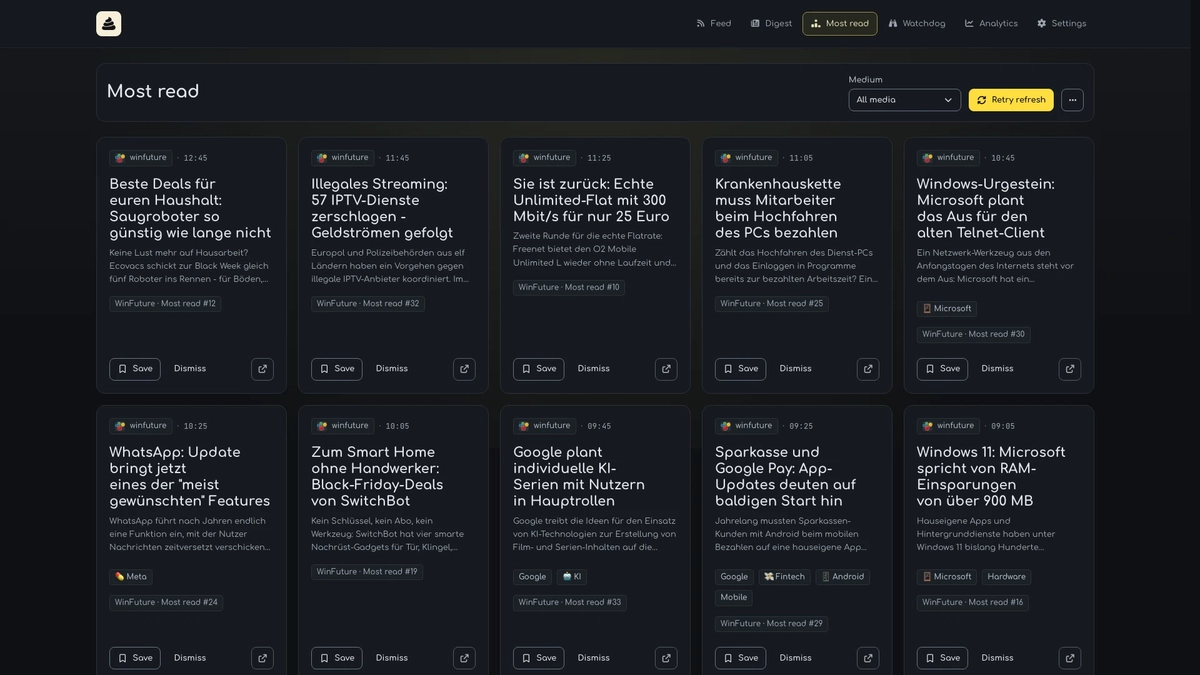 Feed
Digest
Most read
Watchdog
Analytics
Settings
Most read
Medium
All media
Retry refresh
winfuture · 12:45
Beste Deals für
euren Haushalt:
Saugroboter so
günstig wie lange nicht
Keine Lust mehr auf Hausarbeit?
Ecovacs schickt zur Black Week gleich
fünf Roboter ins Rennen - für Böden,...
WinFuture · Most read #12
Save
Dismiss
winfuture · 11:45
Illegales Streaming:
57 IPTV-Dienste
zerschlagen -
Geldströmen gefolgt
Europol und Polizeibehörden aus elf
Ländern haben ein Vorgehen gegen
illegale IPTV-Anbieter koordiniert. Im...
WinFuture · Most read #32
Save
Dismiss
winfuture · 11:25
Sie ist zurück: Echte
Unlimited-Flat mit 300
Mbit/s für nur 25 Euro
Zweite Runde für die echte Flatrate:
Freenet bietet den O2 Mobile
Unlimited L wieder ohne Laufzeit und...
WinFuture · Most read #10
Save
Dismiss
winfuture · 11:05
Krankenhauskette
muss Mitarbeiter
beim Hochfahren
des PCs bezahlen
Zählt das Hochfahren des Dienst-PCs
und das Einloggen in Programme
bereits zur bezahlten Arbeitszeit? Ein...
WinFuture · Most read #25
Save
Dismiss
winfuture · 10:45
Windows-Urgestein:
Microsoft plant
das Aus für den
alten Telnet-Client
Ein Netzwerk-Werkzeug aus den
Anfangstagen des Internets steht vor
dem Aus: Microsoft hat ein...
Microsoft
WinFuture · Most read #30
Save
Dismiss
winfuture · 10:25
WhatsApp: Update
bringt jetzt
eines der "meist
gewünschten" Features
WhatsApp führt nach Jahren endlich
eine Funktion ein, mit der Nutzer
Nachrichten zeitversetzt verschicken...
Meta
WinFuture · Most read #24
Save
Dismiss
winfuture · 10:05
Zum Smart Home
ohne Handwerker:
Black-Friday-Deals
von SwitchBot
Kein Schlüssel, kein Abo, kein
Werkzeug: SwitchBot hat vier smarte
Nachrüst-Gadgets für Tür, Klingel,...
WinFuture · Most read #19
Save
Dismiss
winfuture · 09:45
Google plant
individuelle KI-
Serien mit Nutzern
in Hauptrollen
Google treibt die Ideen für den Einsatz
von KI-Technologien zur Erstellung von
Film- und Serien-Inhalten auf die...
Google
KI
WinFuture · Most read #33
Save
Dismiss
winfuture · 09:25
Sparkasse und
Google Pay: App-
Updates deuten auf
baldigen Start hin
Jahrelang mussten Sparkassen-
Kunden mit Android beim mobilen
Bezahlen auf eine hauseigene App...
Google
Fintech
Android
Mobile
WinFuture · Most read #29
Save
Dismiss
winfuture · 09:05
Windows 11: Microsoft
spricht von RAM-
Einsparungen
von über 900 MB
Hauseigene Apps und
Hintergrunddienste haben unter
Windows 11 bislang Hunderte...
Microsoft
Hardware
WinFuture · Most read #16
Save
Dismiss